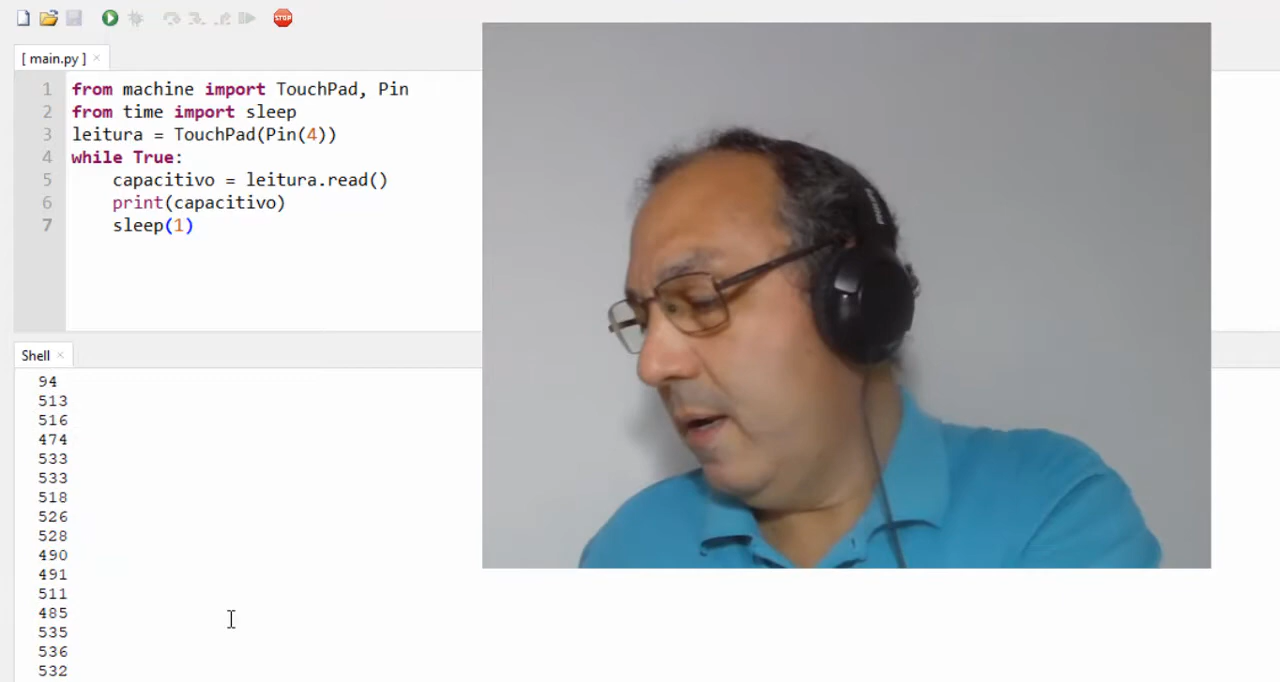 STOP
[ main.py ]
1 from machine import TouchPad, Pin
2 from time import sleep
3 leitura = TouchPad(Pin(4))
4 while True:
5     capacitivo = leitura.read()
6     print(capacitivo)
7     sleep(1)
Shell
94
513
516
474
533
533
518
526
528
490
491
511
485
535
536
532